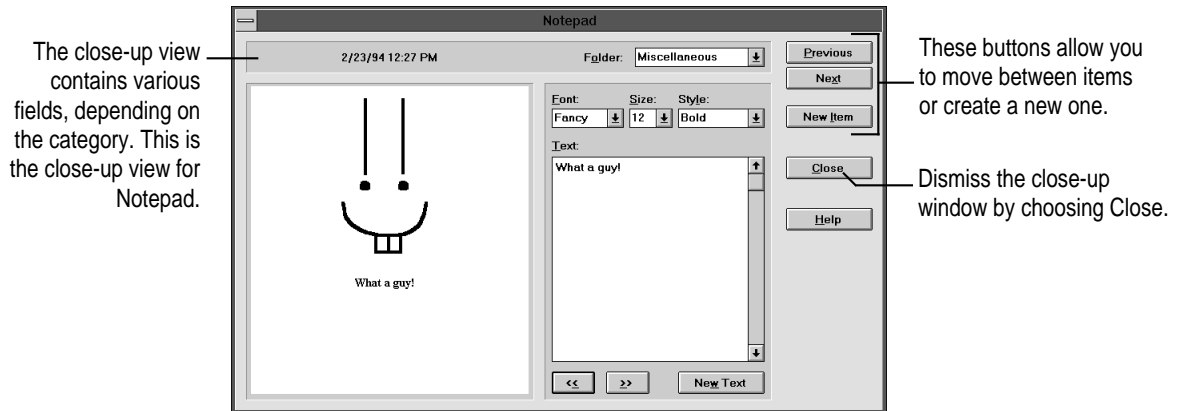 The close-up view
contains various
fields, depending on
the category. This is
the close-up view for
Notepad.
Notepad
2/23/94 12:27 PM
Folder: Miscellaneous
What a guy!
Font: Size: Style:
Fancy 12 Bold
Text:
What a guy!
<< >> New Text
Previous
Next
New Item
Close
Help
These buttons allow you
to move between items
or create a new one.
Dismiss the close-up
window by choosing Close.